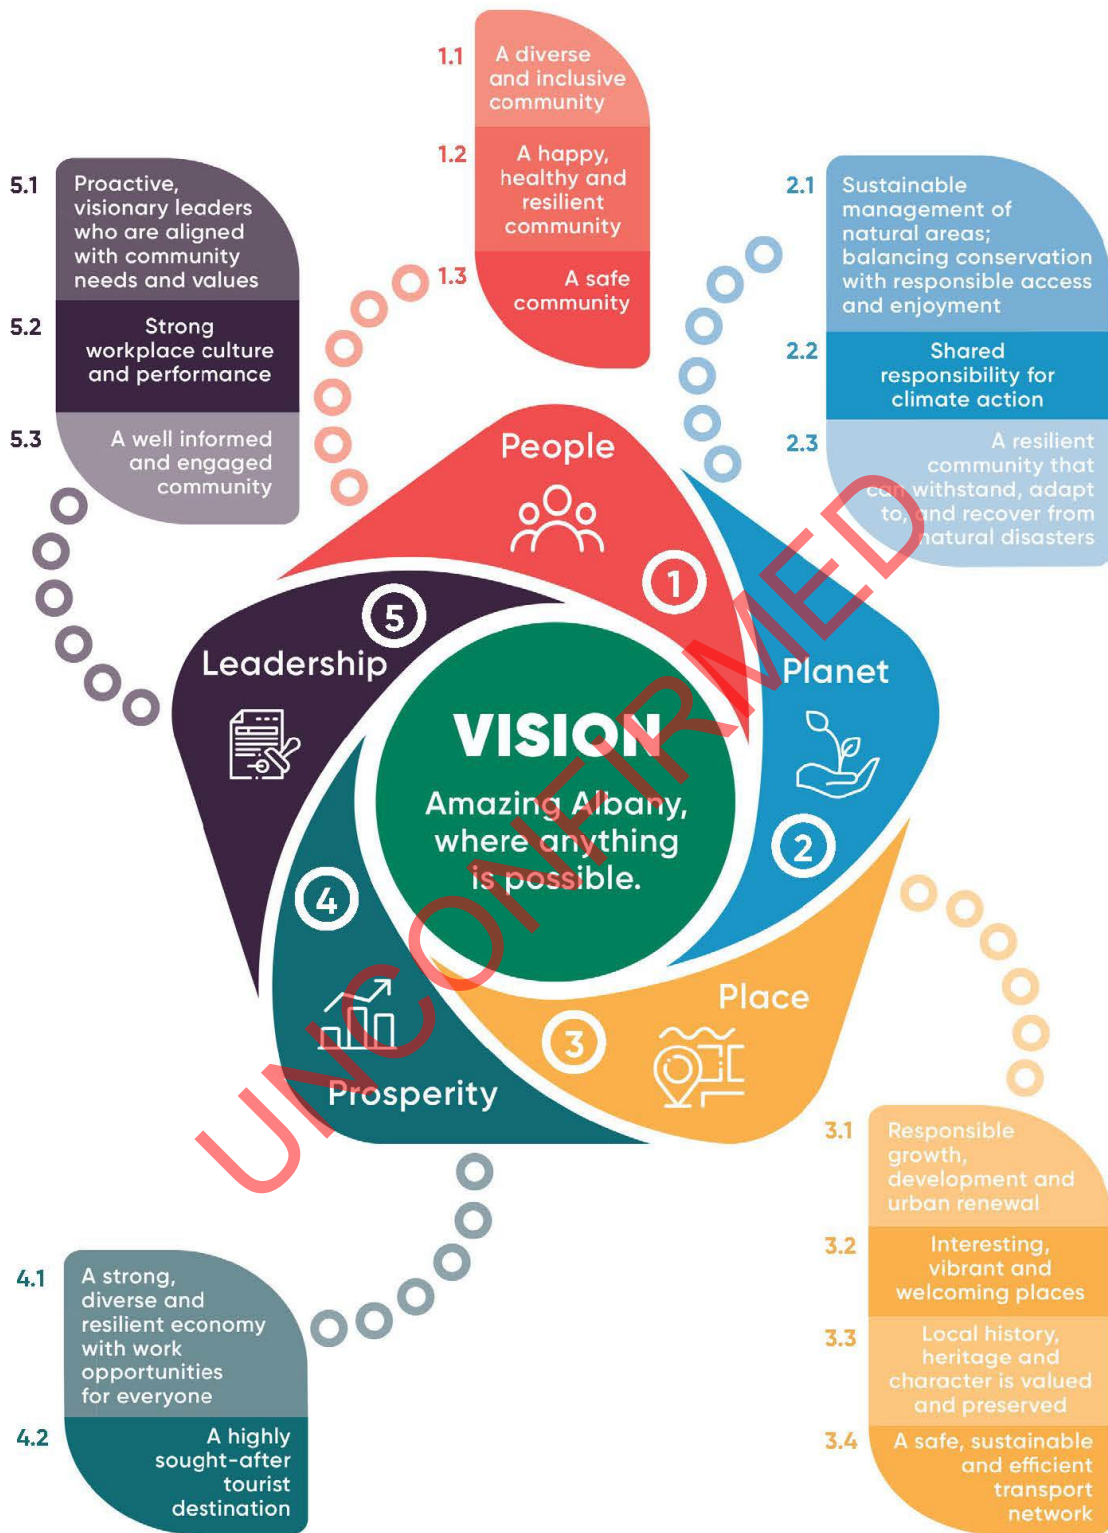 1.1
A diverse
and inclusive
community
1.2
A happy,
healthy and
resilient
community
1.3
A safe
community
5.1
Proactive,
visionary leaders
who are aligned
with community
needs and values
5.2
Strong
workplace culture
and performance
5.3
A well informed
and engaged
community
2.1
Sustainable
management of
natural areas;
balancing conservation
with responsible access
and enjoyment
2.2
Shared
responsibility for
climate action
2.3
A resilient
community that
can withstand, adapt
to, and recover from
natural disasters
People
1
Planet
2
Place
3
Prosperity
4
Leadership
5
VISION
Amazing Albany,
where anything
is possible.
UNCONFIRMED
3.1
Responsible
growth,
development and
urban renewal
3.2
Interesting,
vibrant and
welcoming places
3.3
Local history,
heritage and
character is valued
and preserved
3.4
A safe, sustainable
and efficient
transport
network
4.1
A strong,
diverse and
resilient economy
with work
opportunities
for everyone
4.2
A highly
sought-after
tourist
destination